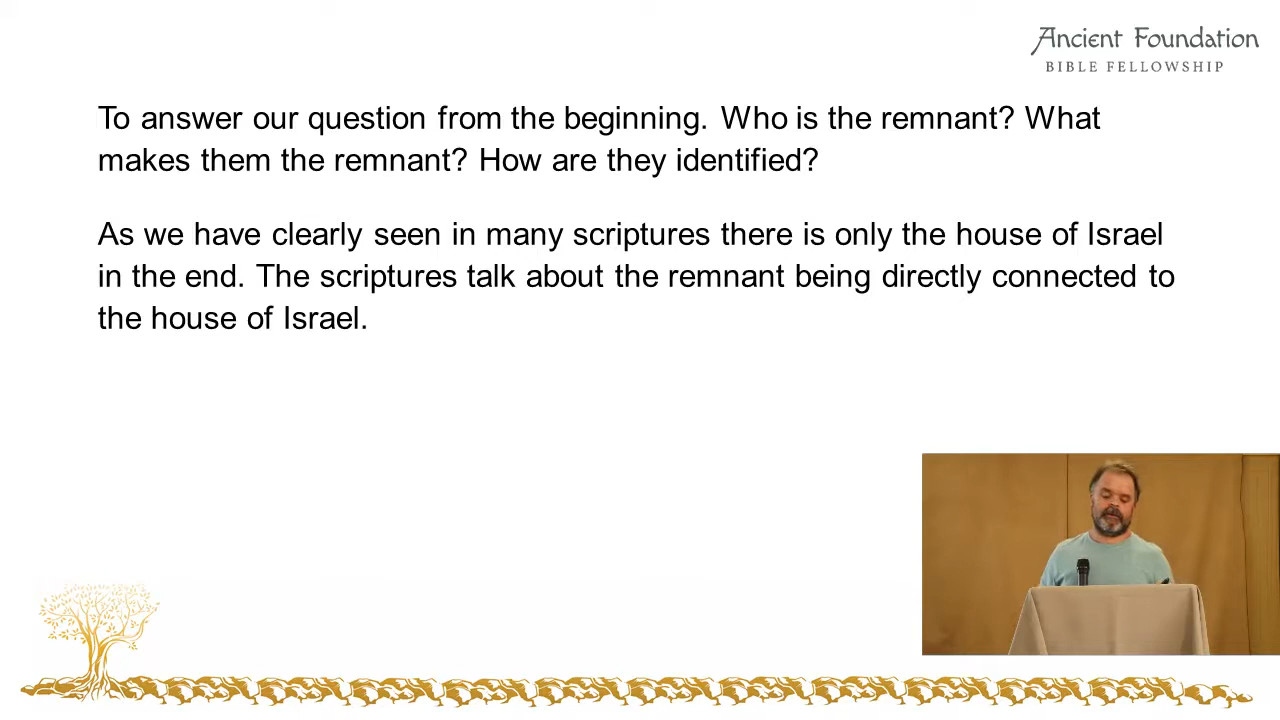 Ancient Foundation
BIBLE FELLOWSHIP
To answer our question from the beginning. Who is the remnant? What
makes them the remnant? How are they identified?
As we have clearly seen in many scriptures there is only the house of Israel
in the end. The scriptures talk about the remnant being directly connected to
the house of Israel.